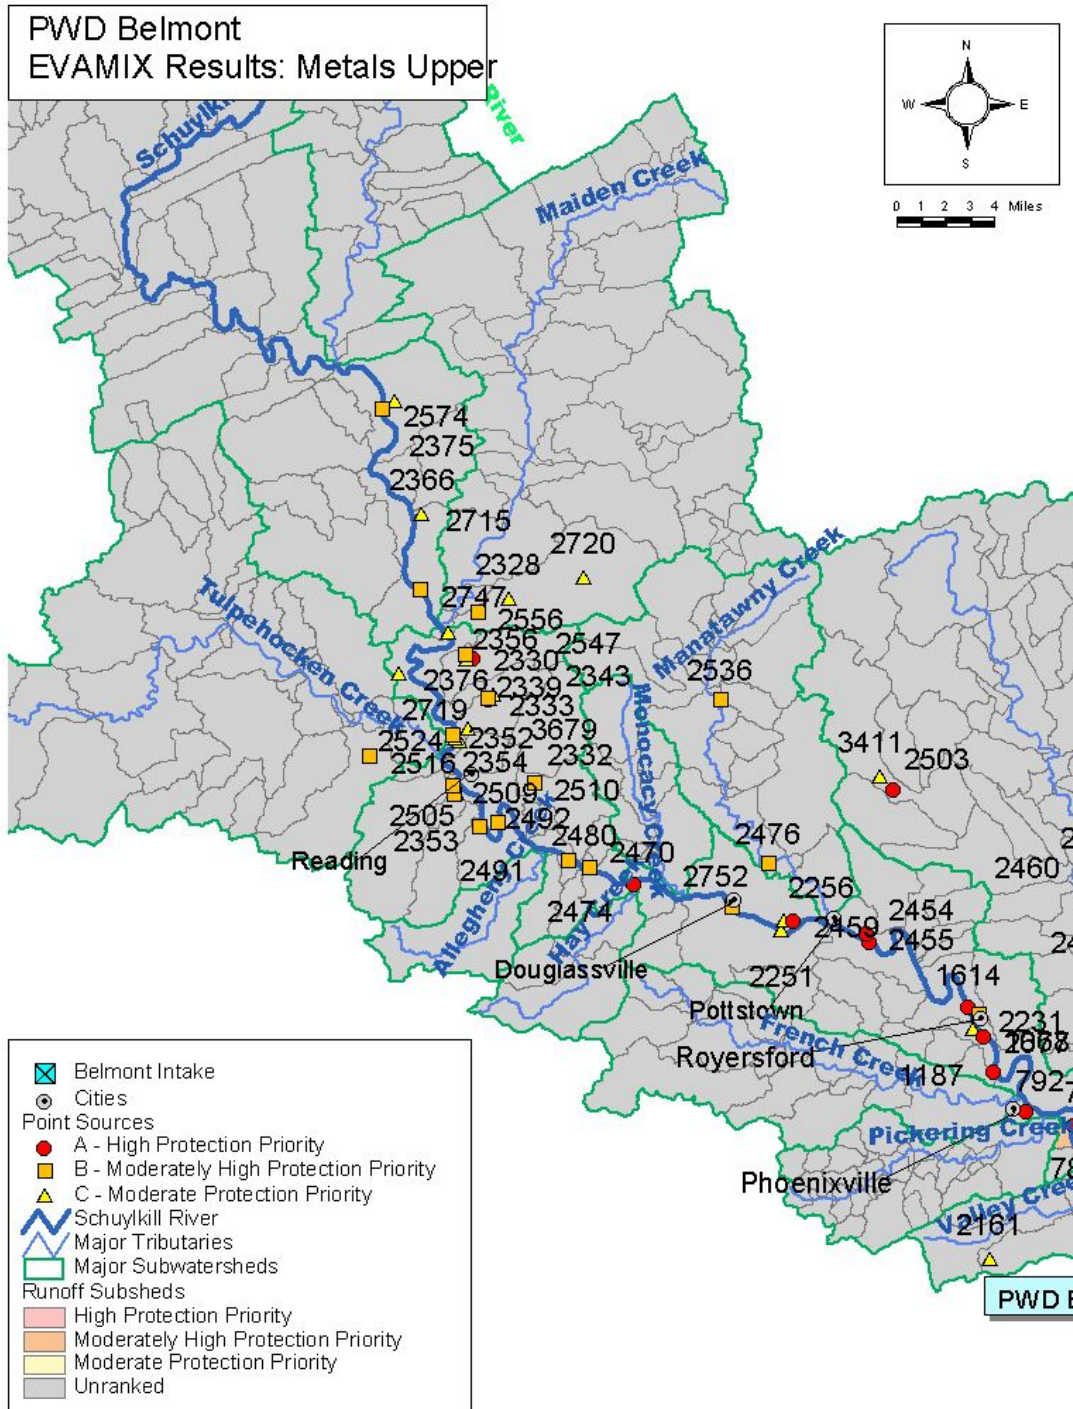 PWD Belmont
EVAMIX Results: Metals Upper
River
N
W
E
S
0 1 2 3 4 Miles
Maiden Creek
2574
2375
2366
2715
2720
2328
2747
2556
2356
2547
2330
2343
2376
2339
2333
2719
3679
2524
2352
2332
2516
2354
2509
2510
2505
2492
2353
2480
2470
2491
2474
Tulpehocken Creek
Manatawny Creek
Monocacy Creek
2536
3411
2503
2476
2460
2752
2256
2454
2459
2455
2251
1614
2231
1187
792-
2161
Reading
Douglassville
Pottstown
Royersford
Phoenixville
French Creek
Pickering Creek
PWD B
Belmont Intake
Cities
Point Sources
A - High Protection Priority
B - Moderately High Protection Priority
C - Moderate Protection Priority
Schuylkill River
Major Tributaries
Major Subwatersheds
Runoff Subsheds
High Protection Priority
Moderately High Protection Priority
Moderate Protection Priority
Unranked